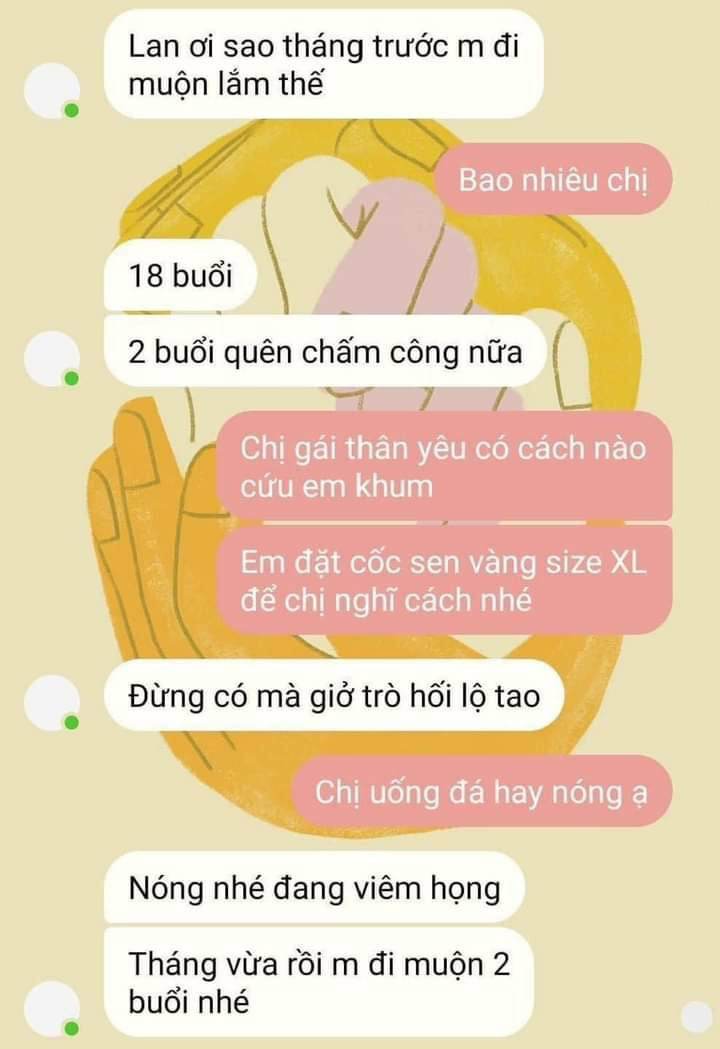 Lan ơi sao tháng trước m đi
muộn lắm thế
Bao nhiêu chị
18 buổi
2 buổi quên chấm công nữa
Chị gái thân yêu có cách nào
cứu em khum
Em đặt cốc sen vàng size XL
để chị nghĩ cách nhé
Đừng có mà giở trò hối lộ tao
Chị uống đá hay nóng ạ
Nóng nhé đang viêm họng
Tháng vừa rồi m đi muộn 2
buổi nhé